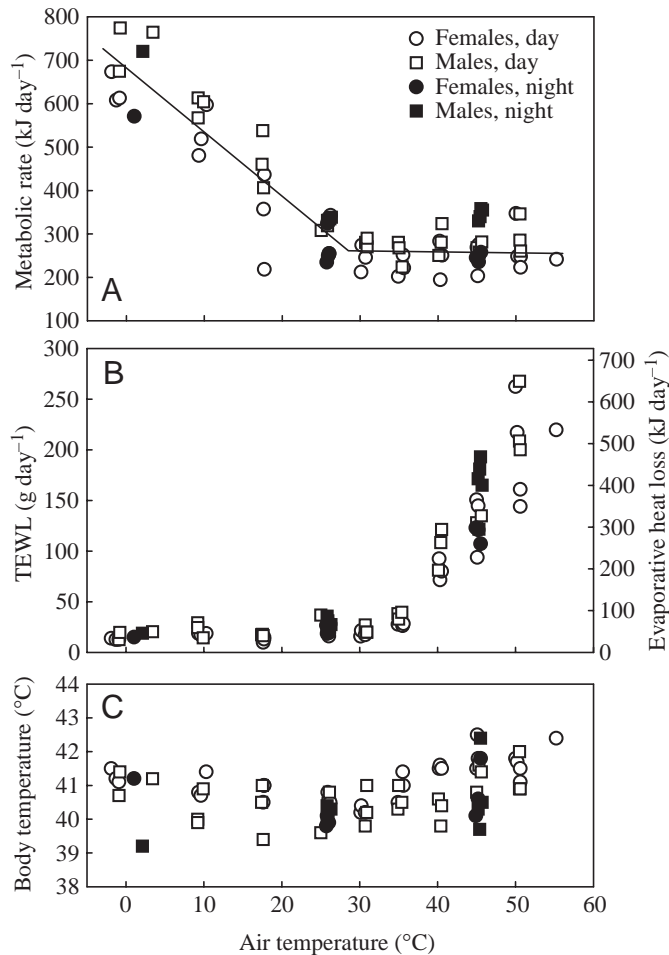 800
700
600
500
400
300
200
100
Metabolic rate (kJ day⁻¹)
A
Females, day
Males, day
Females, night
Males, night
300
250
200
150
100
50
0
TEWL (g day⁻¹)
B
700
600
500
400
300
200
100
0
Evaporative heat loss (kJ day⁻¹)
44
43
42
41
40
39
38
Body temperature (°C)
C
0 10 20 30 40 50 60
Air temperature (°C)